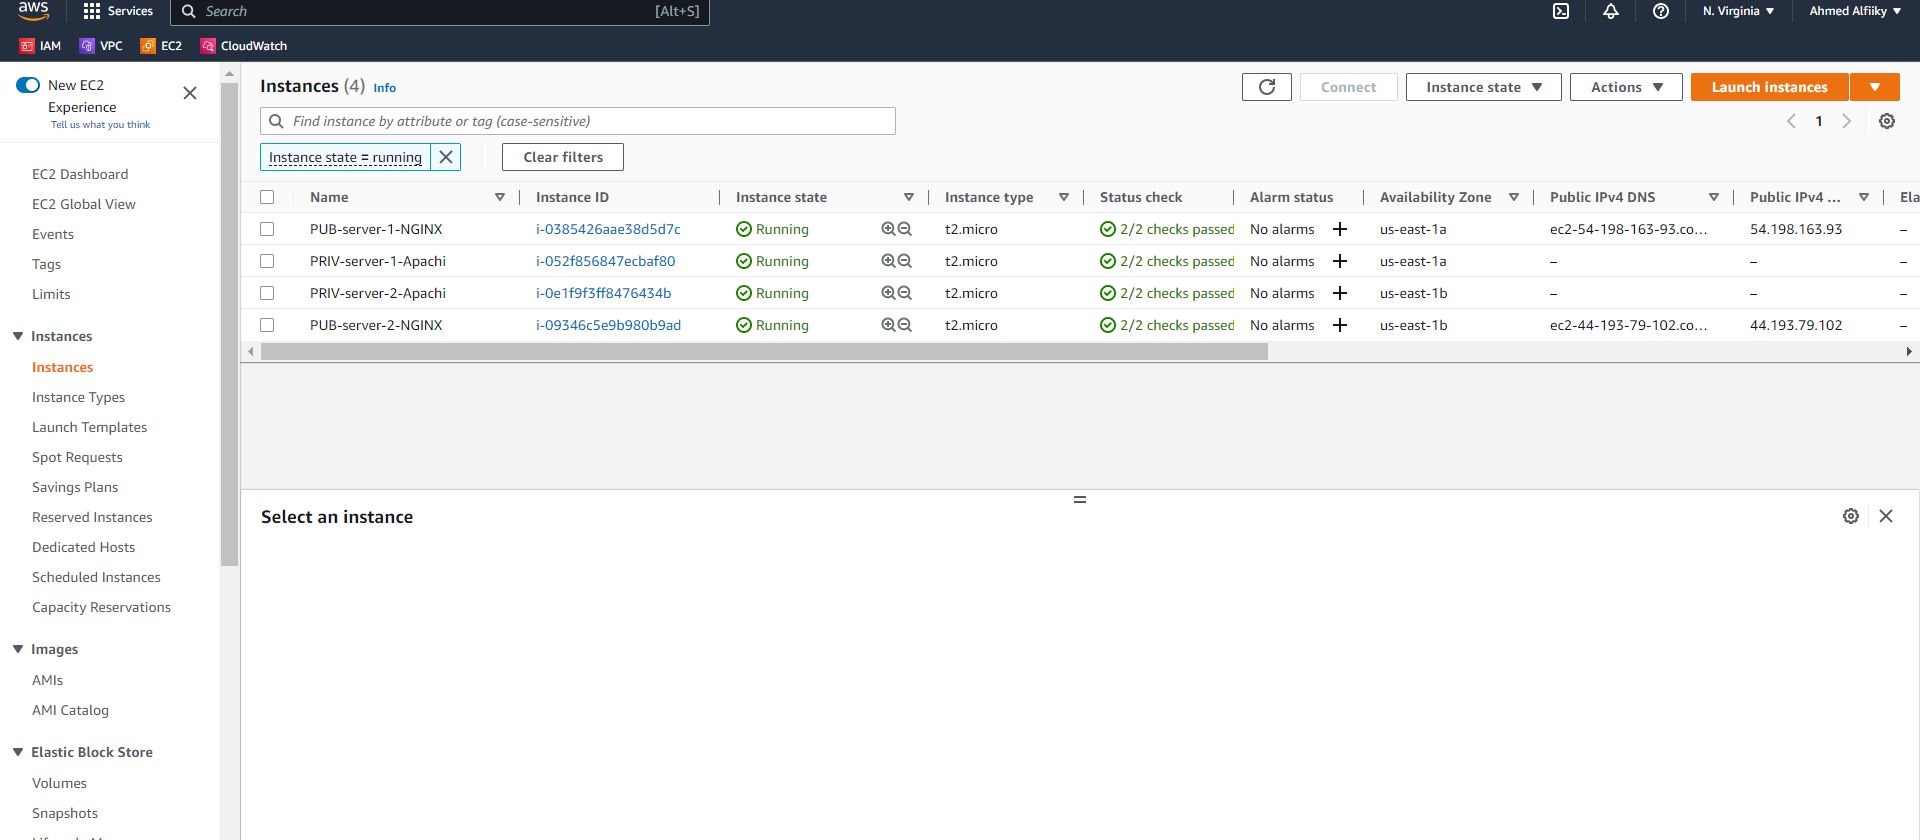 aws
Services
Search
[Alt+S]
N. Virginia
Ahmed Alfiiky
IAM
VPC
EC2
CloudWatch
New EC2
Experience
Tell us what you think
EC2 Dashboard
EC2 Global View
Events
Tags
Limits
Instances
Instances
Instance Types
Launch Templates
Spot Requests
Savings Plans
Reserved Instances
Dedicated Hosts
Scheduled Instances
Capacity Reservations
Images
AMIs
AMI Catalog
Elastic Block Store
Volumes
Snapshots
Instances (4) Info
Connect
Instance state
Actions
Launch instances
Find instance by attribute or tag (case-sensitive)
1
Instance state = running
Clear filters
Name Instance ID Instance state Instance type Status check Alarm status Availability Zone Public IPv4 DNS Public IPv4 ... Ela
PUB-server-1-NGINX i-0385426aae38d5d7c Running t2.micro 2/2 checks passed No alarms + us-east-1a ec2-54-198-163-93.co... 54.198.163.93 –
PRIV-server-1-Apachi i-052f856847ecbaf80 Running t2.micro 2/2 checks passed No alarms + us-east-1a – – –
PRIV-server-2-Apachi i-0e1f9f3ff8476434b Running t2.micro 2/2 checks passed No alarms + us-east-1b – – –
PUB-server-2-NGINX i-09346c5e9b980b9ad Running t2.micro 2/2 checks passed No alarms + us-east-1b ec2-44-193-79-102.co... 44.193.79.102 –
Select an instance